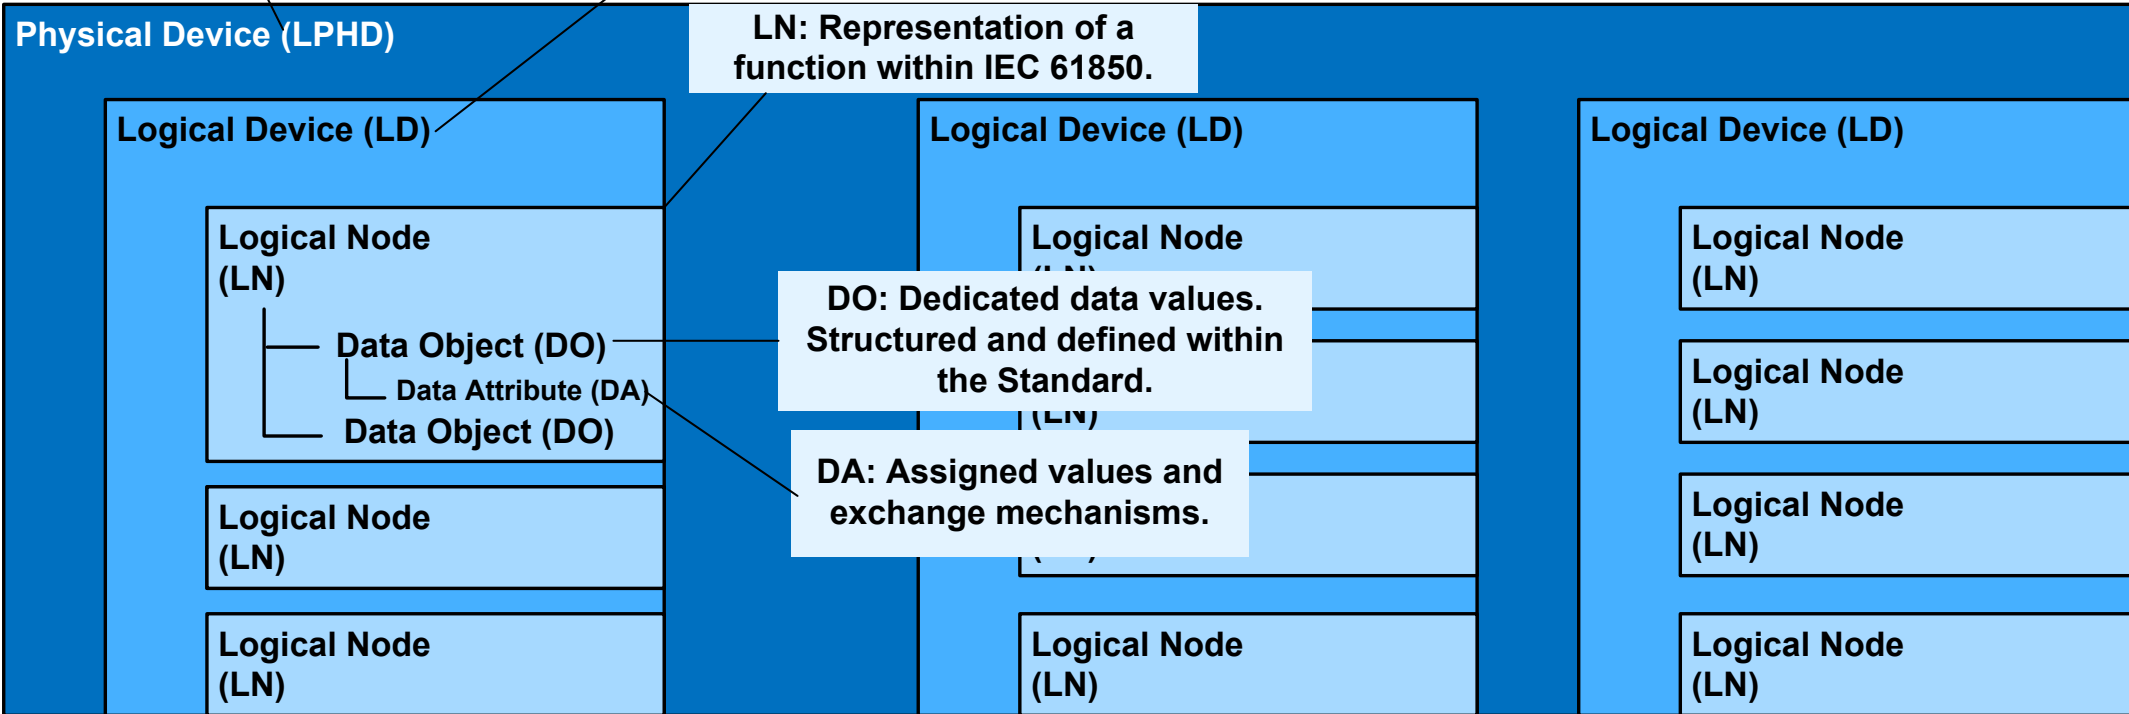 Physical Device (LPHD)
LN: Representation of a
function within IEC 61850.
Logical Device (LD)
Logical Node
(LN)
Data Object (DO)
Data Attribute (DA)
Data Object (DO)
Logical Node
(LN)
Logical Node
(LN)
DO: Dedicated data values.
Structured and defined within
the Standard.
DA: Assigned values and
exchange mechanisms.
Logical Device (LD)
Logical Node
(LN)
(LN)
Logical Node
(LN)
Logical Device (LD)
Logical Node
(LN)
Logical Node
(LN)
Logical Node
(LN)
Logical Node
(LN)